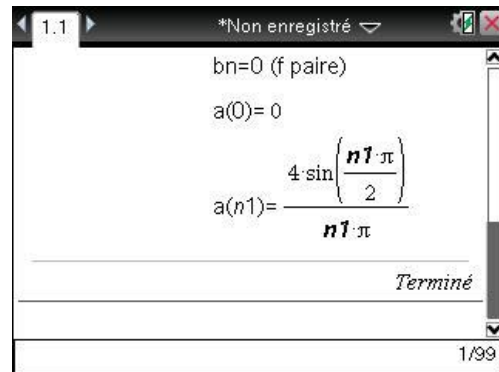 1.1
*Non enregistré
bn=0 (f paire)
a(0)= 0
a(n1)= 4·sin(n1·π/2)/n1·π
Terminé
1/99